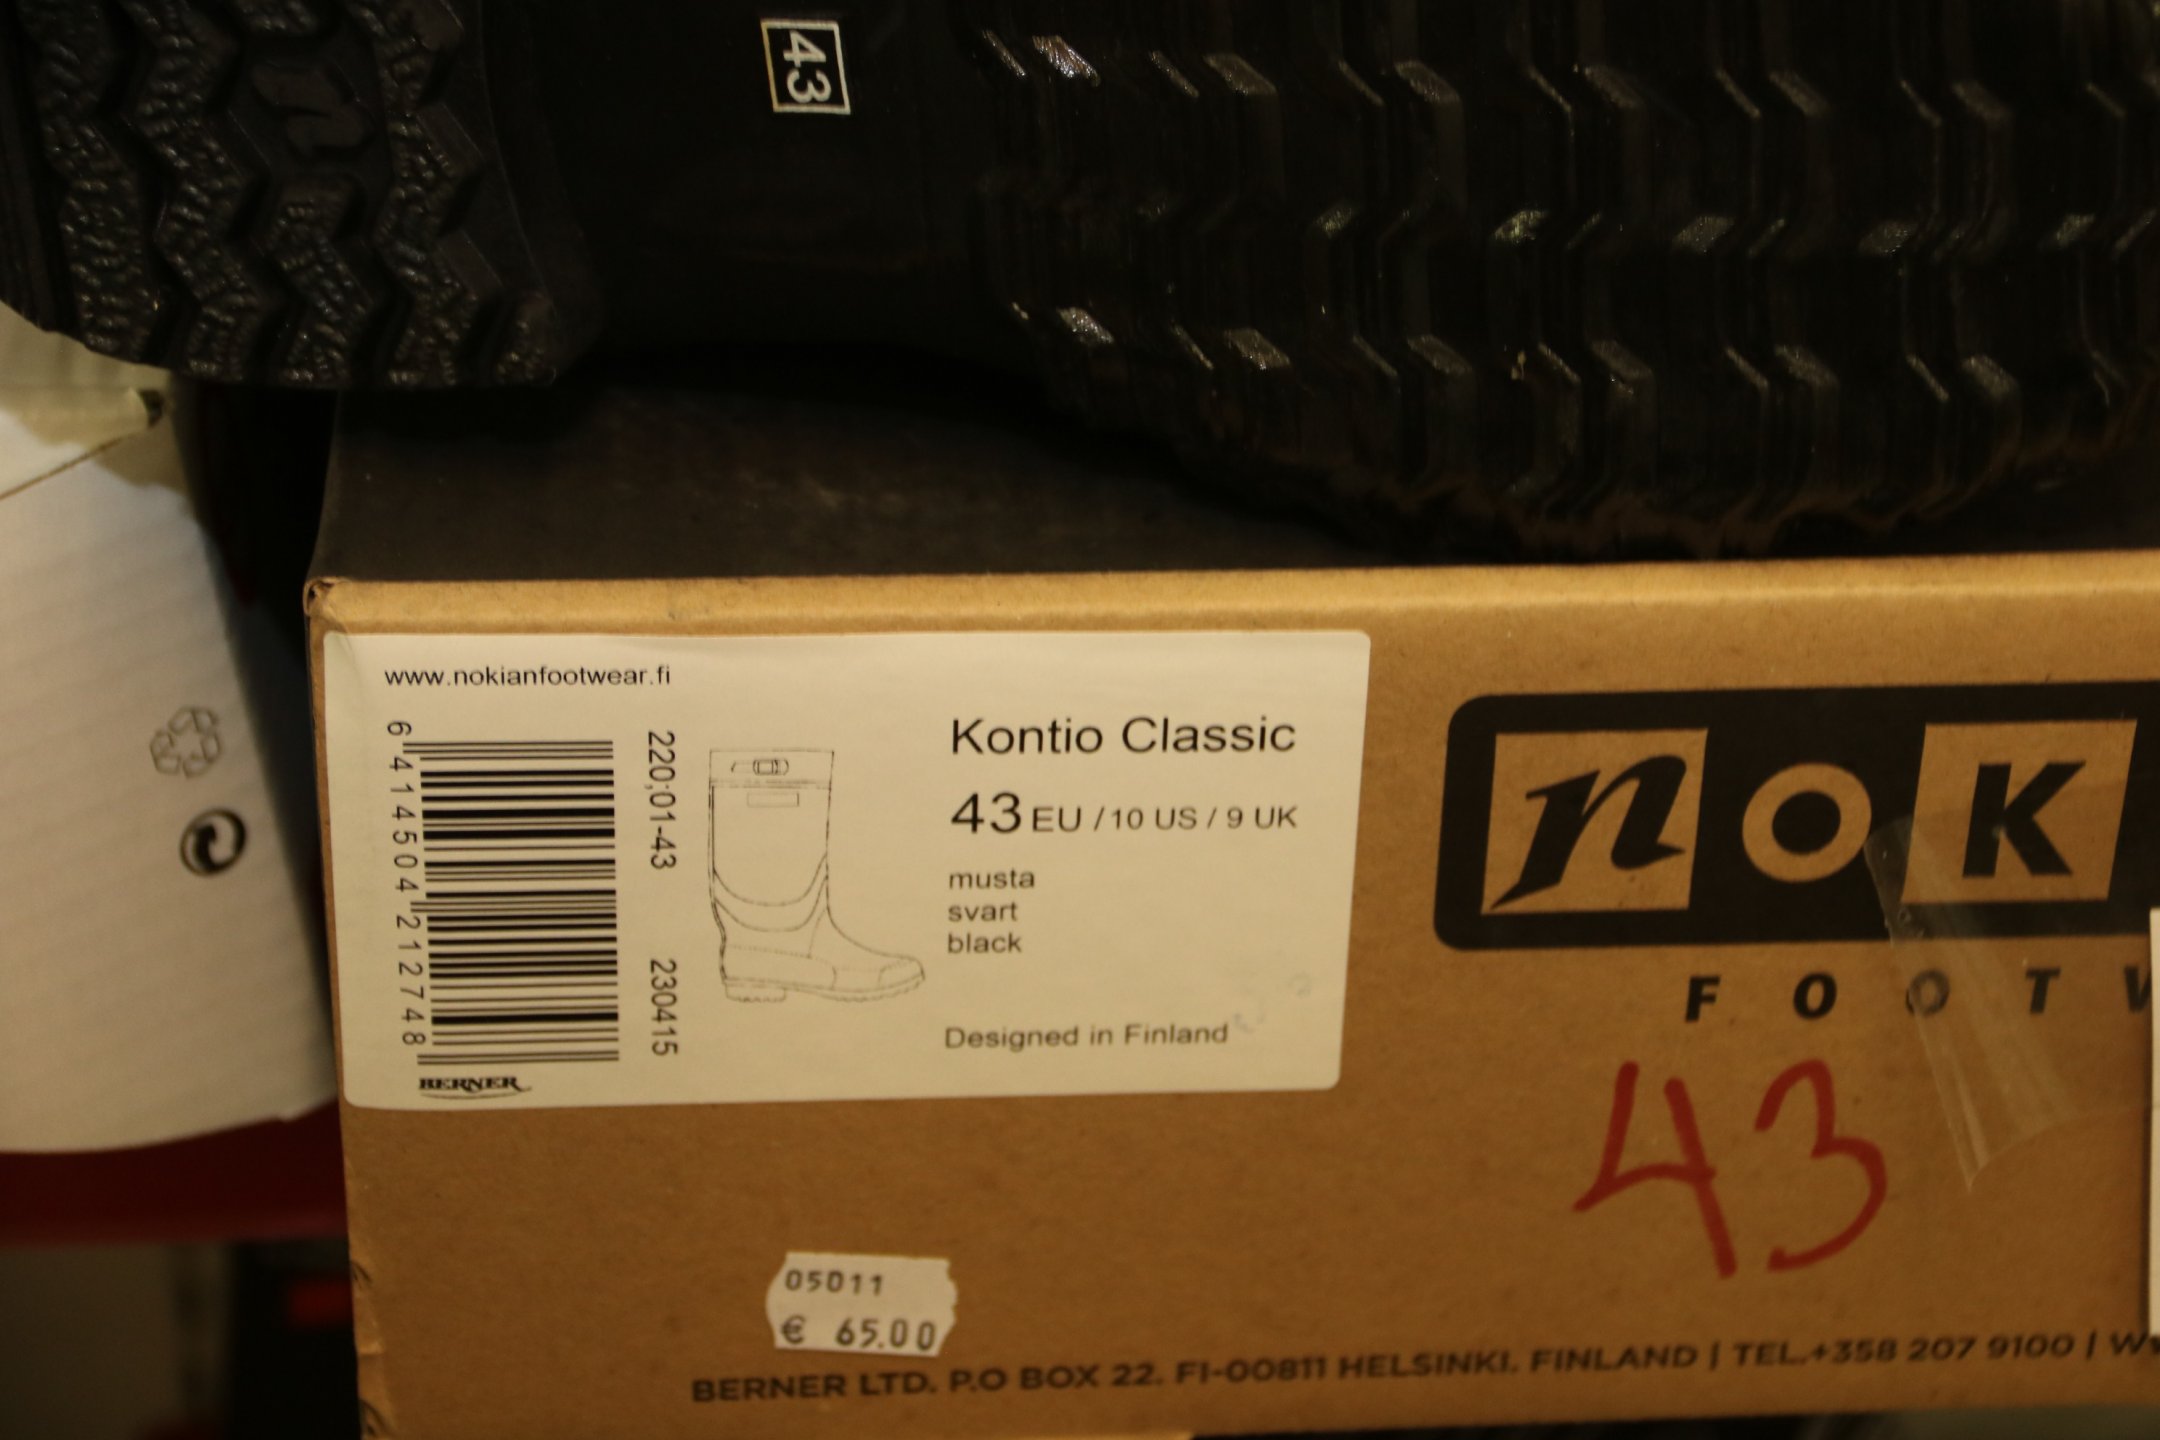 43
www.nokianfootwear.fi
6 414504 212748
220;01-43
230415
BERNER
Kontio Classic
43 EU / 10 US / 9 UK
musta
svart
black
Designed in Finland
NOK
FOOTW
43
05011
€ 65.00
BERNER LTD. P.O BOX 22. FI-00811 HELSINKI. FINLAND | TEL.+358 207 9100 |